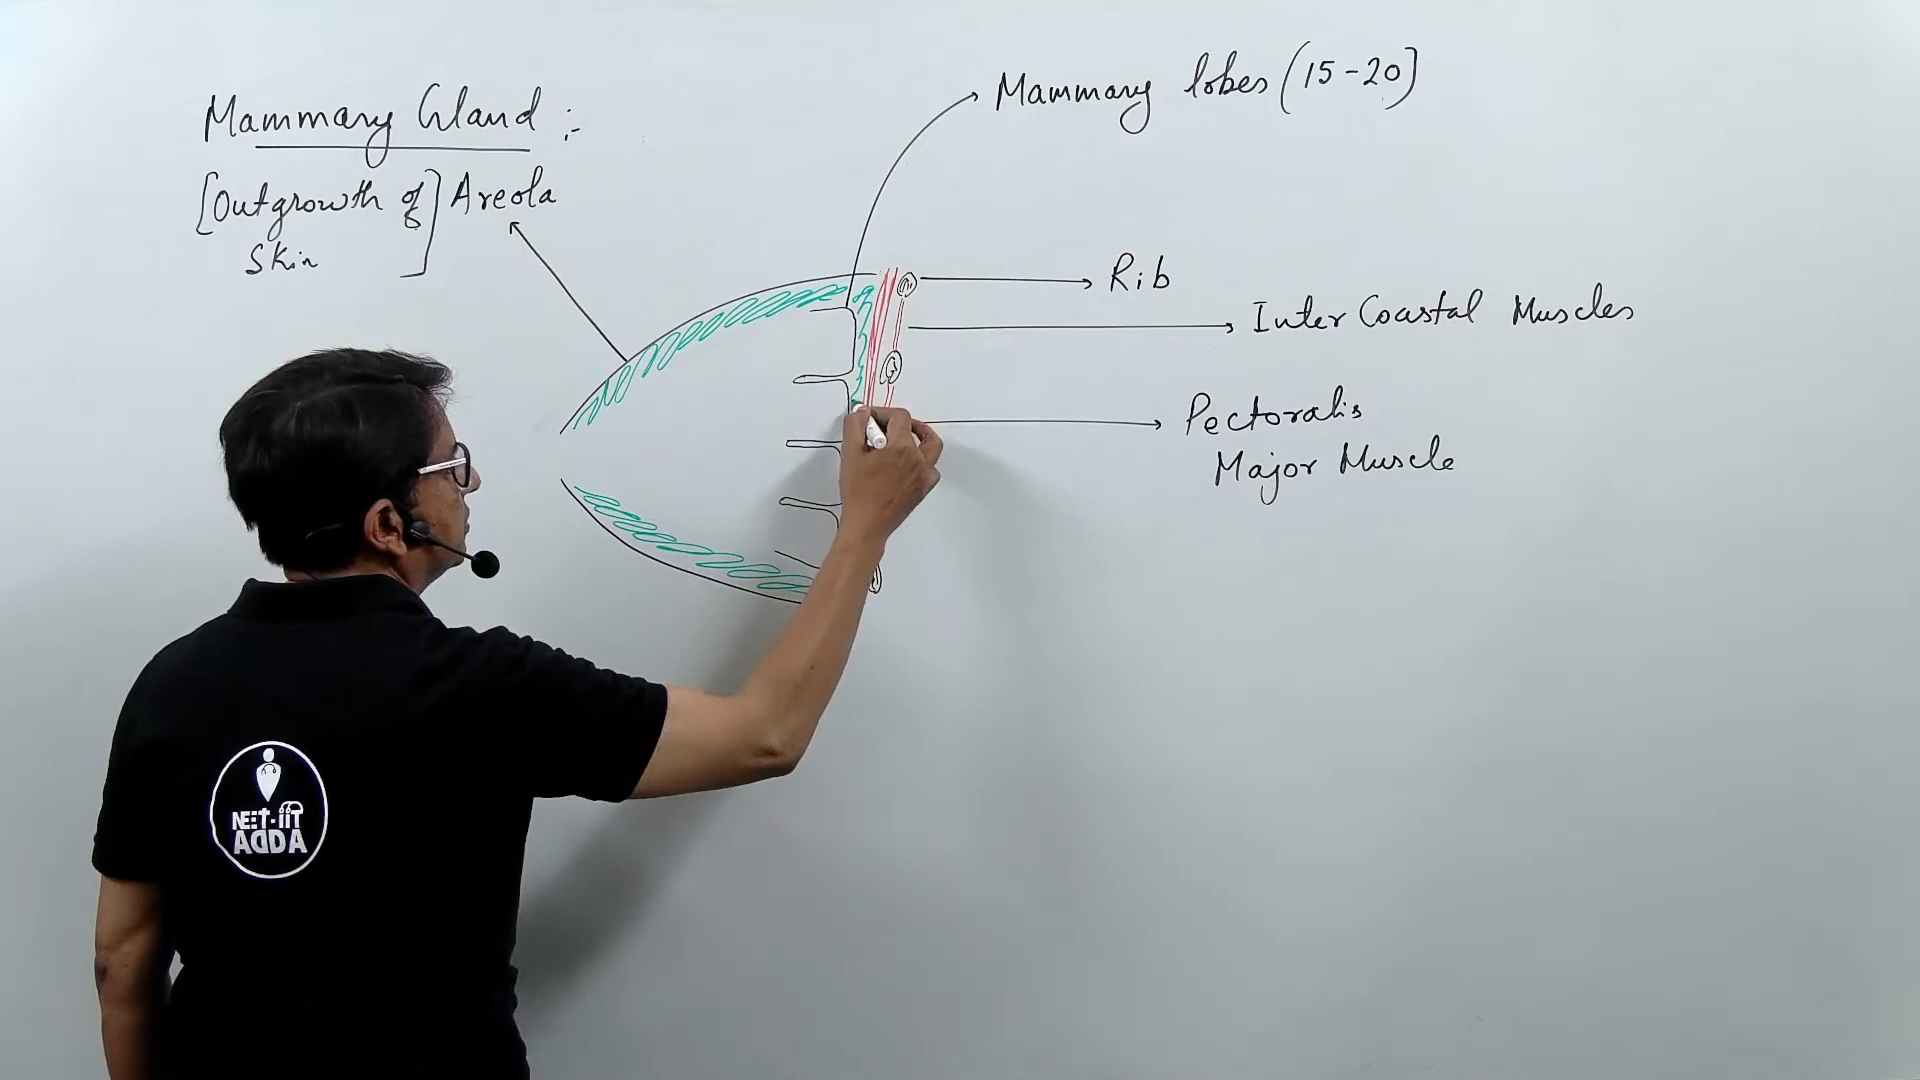 Mammary Gland :-
[Outgrowth of] Areola
Skin
Mammary lobes (15-20]
Rib
Inter Coastal Muscles
Pectoralis
Major Muscle
NEET-IIT
ADDA